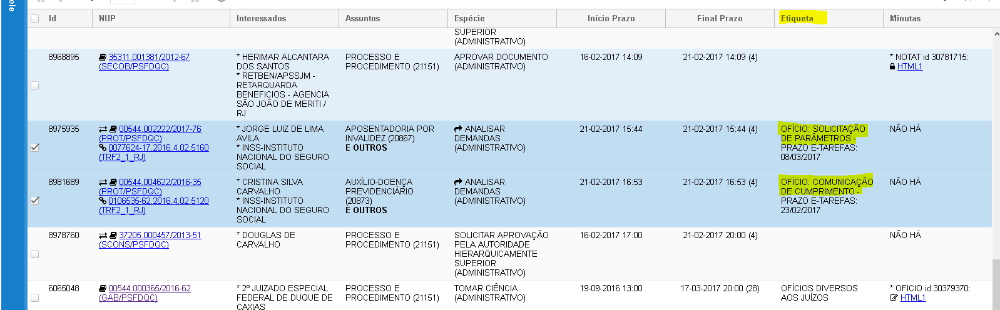 ole
Id NUP Interessados Assuntos Espécie Início Prazo Final Prazo Etiqueta Minutas
SUPERIOR
(ADMINISTRATIVO)
8968895 35311.001381/2012-67 * HERIMAR ALCANTARA PROCESSO E APROVAR DOCUMENTO 16-02-2017 14:09 21-02-2017 14:09 (4) * NOTAT id 30781715:
(SECOB/PSFDQC) DOS SANTOS PROCEDIMENTO (21151) (ADMINISTRATIVO) HTML1
* RETBEN/APSSJM -
RETARQUARDA
BENEFICIOS - AGENCIA
SÃO JOÃO DE MERITI /
RJ
8975935 00544.002222/2017-76 * JORGE LUIZ DE LIMA APOSENTADORIA POR ANALISAR 21-02-2017 15:44 21-02-2017 15:44 (4) OFÍCIO: SOLICITAÇÃO NÃO HÁ
(PROT/PSFDQC) AVILA INVALIDEZ (20867) DEMANDAS DE PARÂMETROS -
0077624-17.2016.4.02.5160 * INSS-INSTITUTO E OUTROS (ADMINISTRATIVO) PRAZO E-TAREFAS:
(TRF2_1_RJ) NACIONAL DO SEGURO 08/03/2017
SOCIAL
8981689 00544.004622/2016-35 * CRISTINA SILVA AUXÍLIO-DOENÇA ANALISAR 21-02-2017 16:53 21-02-2017 16:53 (4) OFÍCIO: COMUNICAÇÃO NÃO HÁ
(PROT/PSFDQC) CARVALHO PREVIDENCIÁRIO DEMANDAS DE CUMPRIMENTO -
0106535-62.2016.4.02.5120 * INSS-INSTITUTO (20873) (ADMINISTRATIVO) PRAZO E-TAREFAS:
(TRF2_1_RJ) NACIONAL DO SEGURO E OUTROS 23/02/2017
SOCIAL
8978760 37205.000457/2013-51 * DOUGLAS DE PROCESSO E SOLICITAR APROVAÇÃO 16-02-2017 17:00 21-02-2017 20:00 (4) NÃO HÁ
(SCONS/PSFDQC) CARVALHO PROCEDIMENTO (21151) PELA AUTORIDADE
HIERARQUICAMENTE
SUPERIOR
(ADMINISTRATIVO)
6065048 00544.000365/2016-62 * 2º JUIZADO ESPECIAL PROCESSO E TOMAR CIÊNCIA 19-09-2016 13:00 17-03-2017 20:00 (28) OFÍCIOS DIVERSOS * OFICIO id 30379370:
(GAB/PSFDQC) FEDERAL DE DUQUE DE PROCEDIMENTO (21151) (ADMINISTRATIVO) AOS JUÍZOS HTML1
CAXIAS